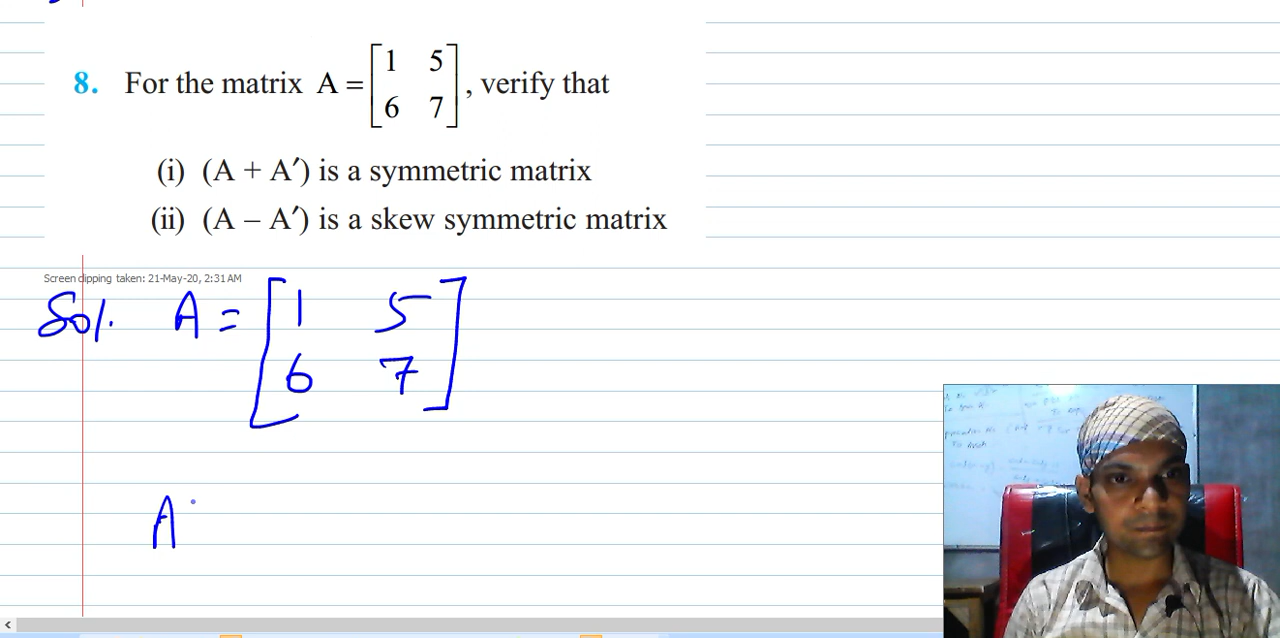 8. For the matrix A = [1 5
6 7], verify that
(i) (A + A′) is a symmetric matrix
(ii) (A – A′) is a skew symmetric matrix
Screen clipping taken: 21-May-20, 2:31 AM
Sol. A = [1 5
6 7]
A